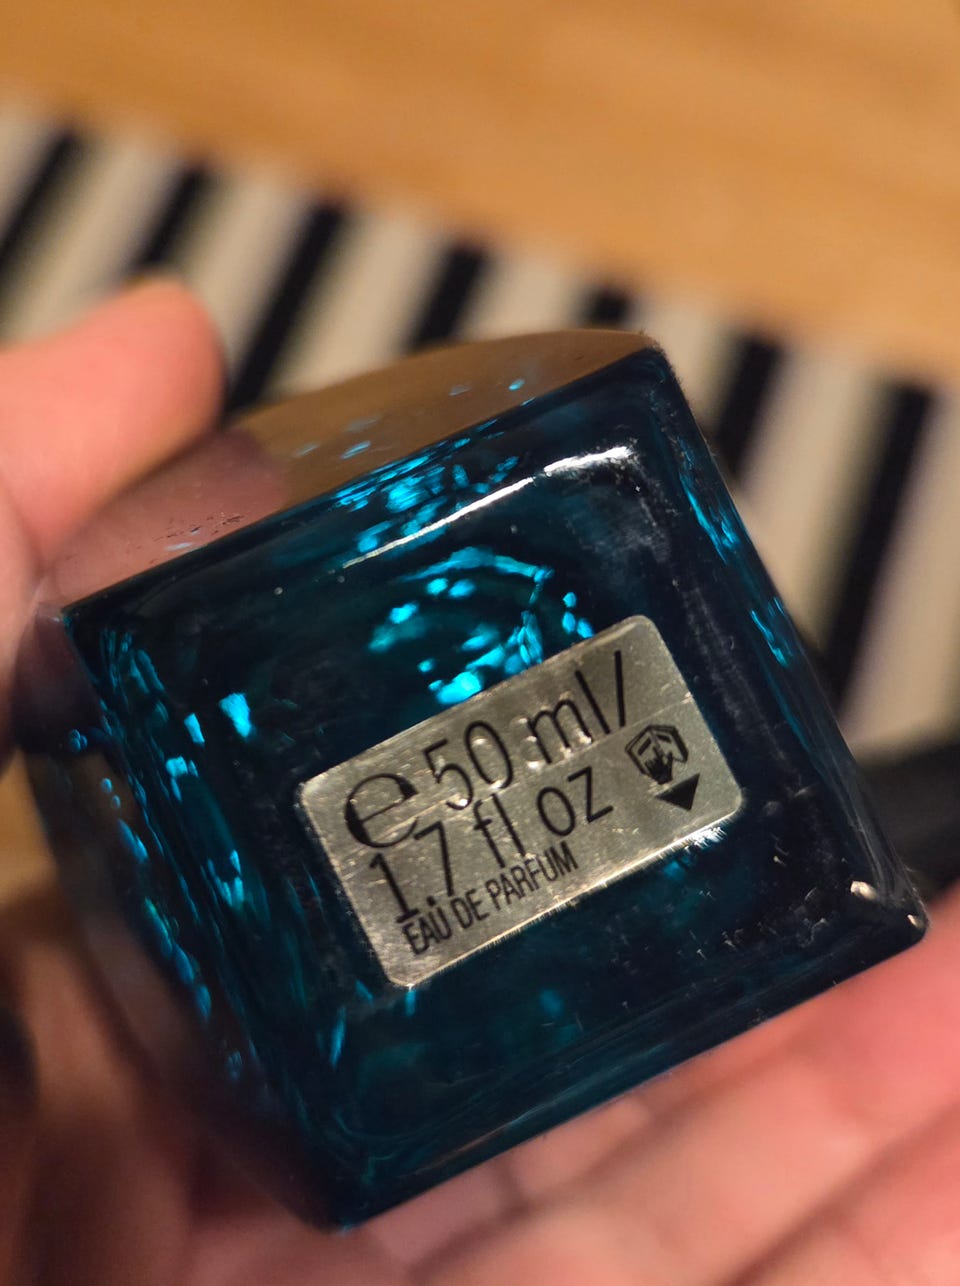 ℮50 ml/
1.7 fl oz
EAU DE PARFUM